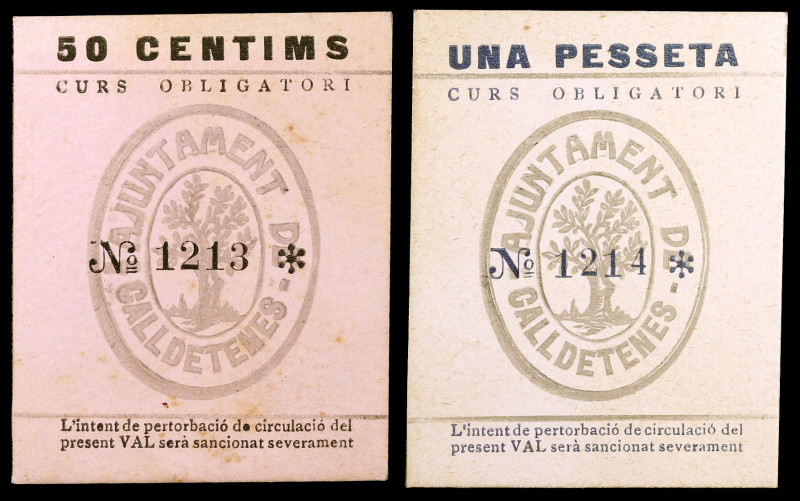 50 CENTIMS
CURS OBLIGATORI
AJUNTAMENT DE
CALLDETENES -
Nº 1213 *
L'intent de pertorbació de circulació del
present VAL serà sancionat severament
UNA PESSETA
CURS OBLIGATORI
AJUNTAMENT DE
CALLDETENES -
Nº 1214 *
L'intent de pertorbació de circulació del
present VAL serà sancionat severament